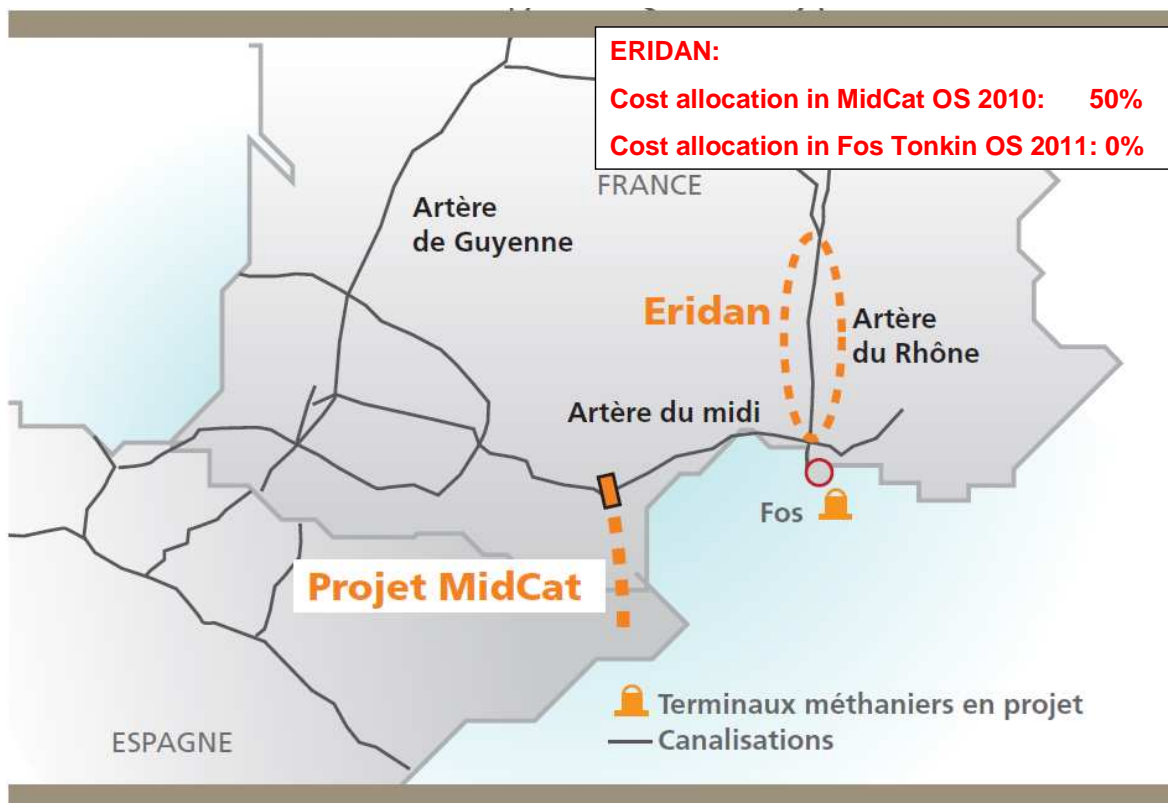 ERIDAN:
Cost allocation in MidCat OS 2010: 50%
Cost allocation in Fos Tonkin OS 2011: 0%
FRANCE
Artère
de Guyenne
Eridan
Artère
du Rhône
Artère du midi
Fos
Projet MidCat
Terminaux méthaniers en projet
Canalisations
ESPAGNE